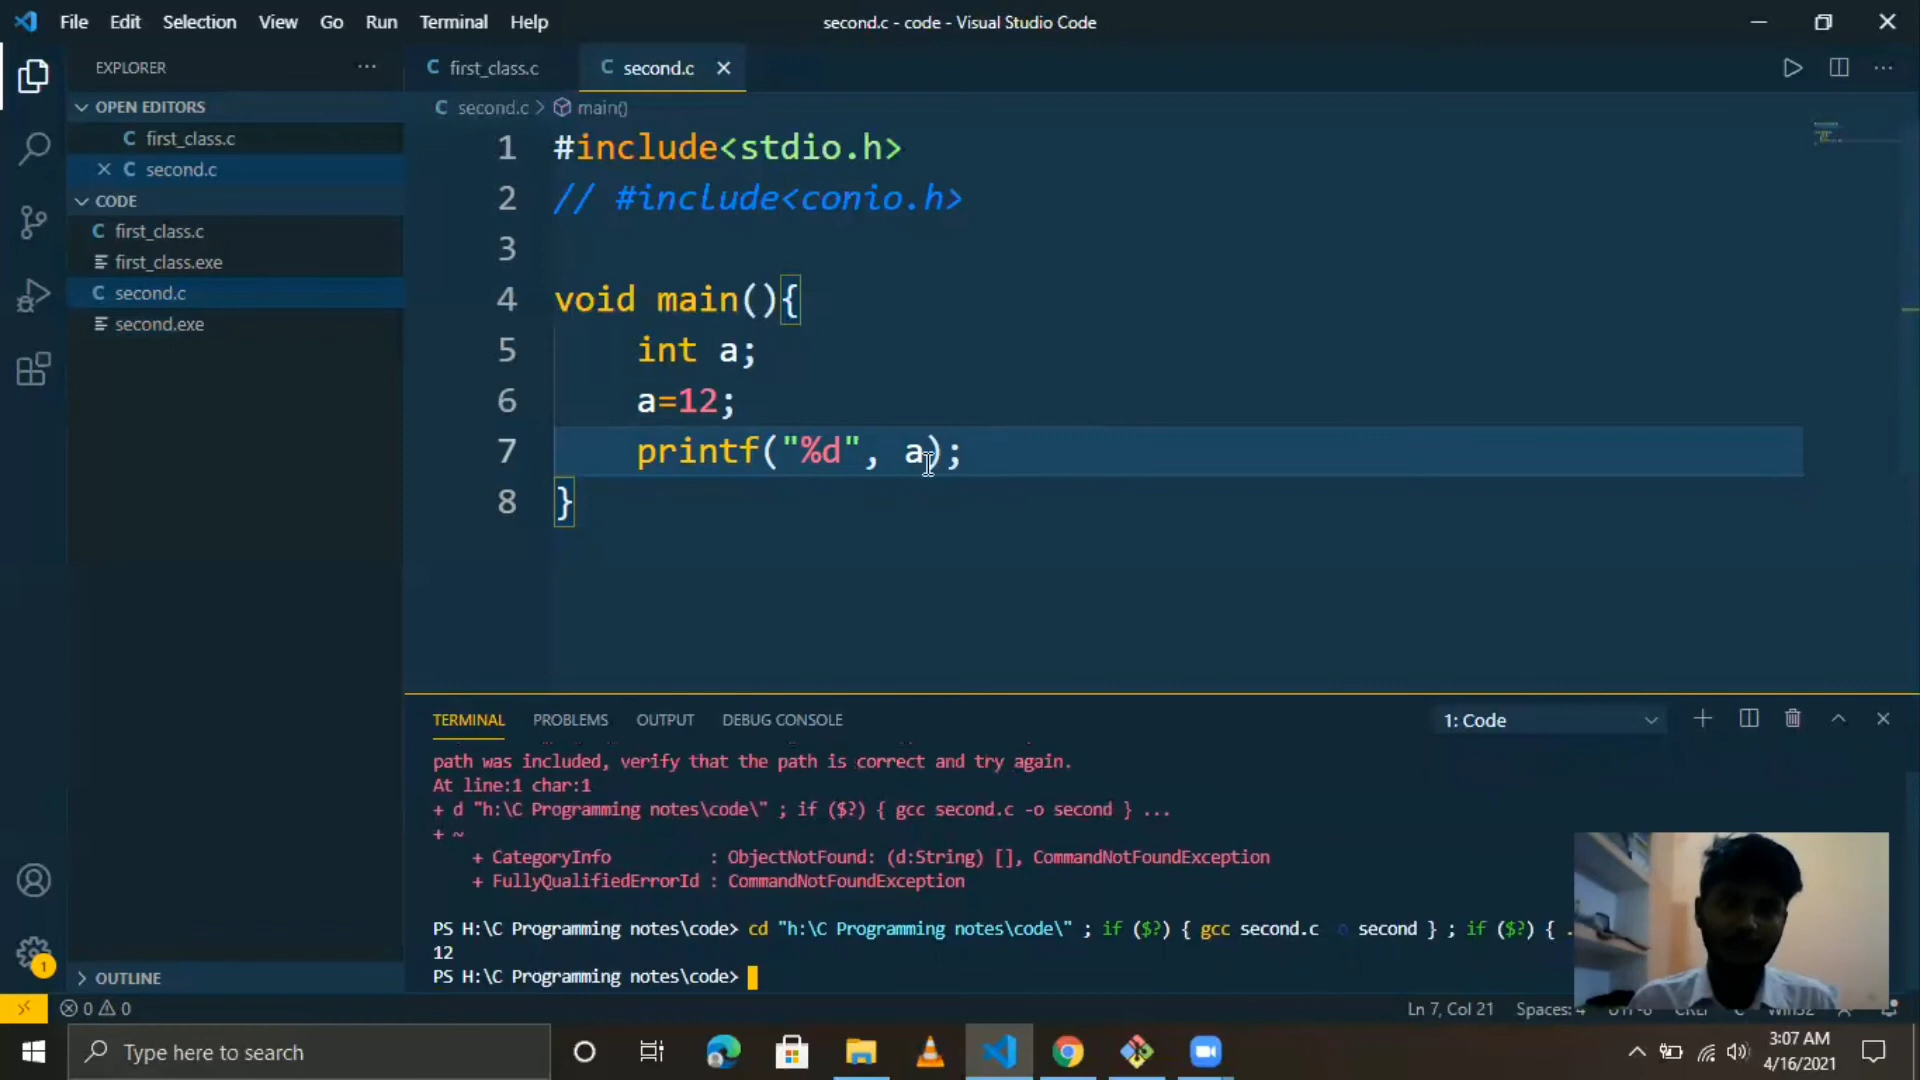 File Edit Selection View Go Run Terminal Help
second.c - code - Visual Studio Code
EXPLORER
OPEN EDITORS
C first_class.c
C second.c
CODE
C first_class.c
first_class.exe
C second.c
second.exe
OUTLINE
C first_class.c
C second.c
C second.c > main()
1 #include<stdio.h>
2 // #include<conio.h>
3
4 void main(){
5 int a;
6 a=12;
7 printf("%d", a);
8 }
TERMINAL PROBLEMS OUTPUT DEBUG CONSOLE
1: Code
path was included, verify that the path is correct and try again.
At line:1 char:1
+ d "h:\C Programming notes\code\" ; if ($?) { gcc second.c -o second } ...
+ ~
+ CategoryInfo : ObjectNotFound: (d:String) [], CommandNotFoundException
+ FullyQualifiedErrorId : CommandNotFoundException
PS H:\C Programming notes\code> cd "h:\C Programming notes\code\" ; if ($?) { gcc second.c o second } ; if ($?) { .
12
PS H:\C Programming notes\code>
1
0 0
Ln 7, Col 21 Spaces:
Type here to search
3:07 AM
4/16/2021